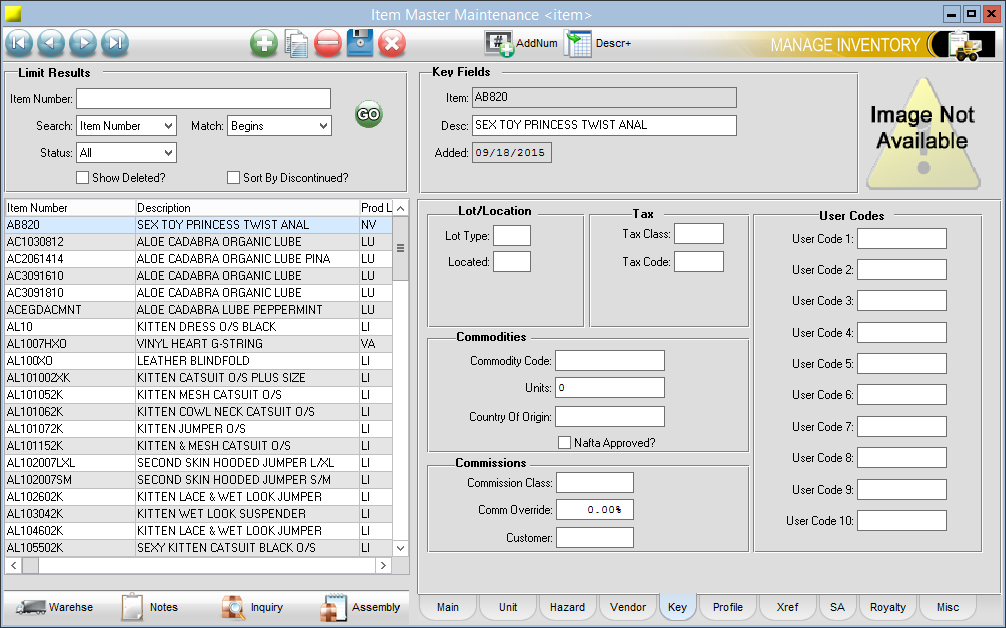 Item Master Maintenance <item>
AddNum
Descr+
MANAGE INVENTORY
Limit Results
Item Number:
GO
Search: Item Number Match: Begins
Status: All
Show Deleted? Sort By Discontinued?
Key Fields
Item: AB820
Desc: SEX TOY PRINCESS TWIST ANAL
Added: 09/18/2015
Image Not
Available
Item Number Description Prod L
AB820 SEX TOY PRINCESS TWIST ANAL NV
AC1030812 ALOE CADABRA ORGANIC LUBE LU
AC2061414 ALOE CADABRA ORGANIC LUBE PINA LU
AC3091610 ALOE CADABRA ORGANIC LUBE LU
AC3091810 ALOE CADABRA ORGANIC LUBE LU
ACEGDACMNT ALOE CADABRA LUBE PEPPERMINT LU
AL10 KITTEN DRESS O/S BLACK LI
AL1007HXO VINYL HEART G-STRING VA
AL100XO LEATHER BLINDFOLD LI
AL101002XK KITTEN CATSUIT O/S PLUS SIZE LI
AL101052K KITTEN MESH CATSUIT O/S LI
AL101062K KITTEN COWL NECK CATSUIT O/S LI
AL101072K KITTEN JUMPER O/S LI
AL101152K KITTEN & MESH CATSUIT O/S LI
AL102007LXL SECOND SKIN HOODED JUMPER L/XL LI
AL102007SM SECOND SKIN HOODED JUMPER S/M LI
AL102602K KITTEN LACE & WET LOOK JUMPER LI
AL103042K KITTEN WET LOOK SUSPENDER LI
AL104602K KITTEN LACE & WET LOOK JUMPER LI
AL105502K SEXY KITTEN CATSUIT BLACK O/S LI
Lot/Location
Lot Type:
Located:
Tax
Tax Class:
Tax Code:
Commodities
Commodity Code:
Units: 0
Country Of Origin:
Nafta Approved?
Commissions
Commission Class:
Comm Override: 0.00%
Customer:
User Codes
User Code 1:
User Code 2:
User Code 3:
User Code 4:
User Code 5:
User Code 6:
User Code 7:
User Code 8:
User Code 9:
User Code 10:
Warehse Notes Inquiry Assembly
Main Unit Hazard Vendor Key Profile Xref SA Royalty Misc